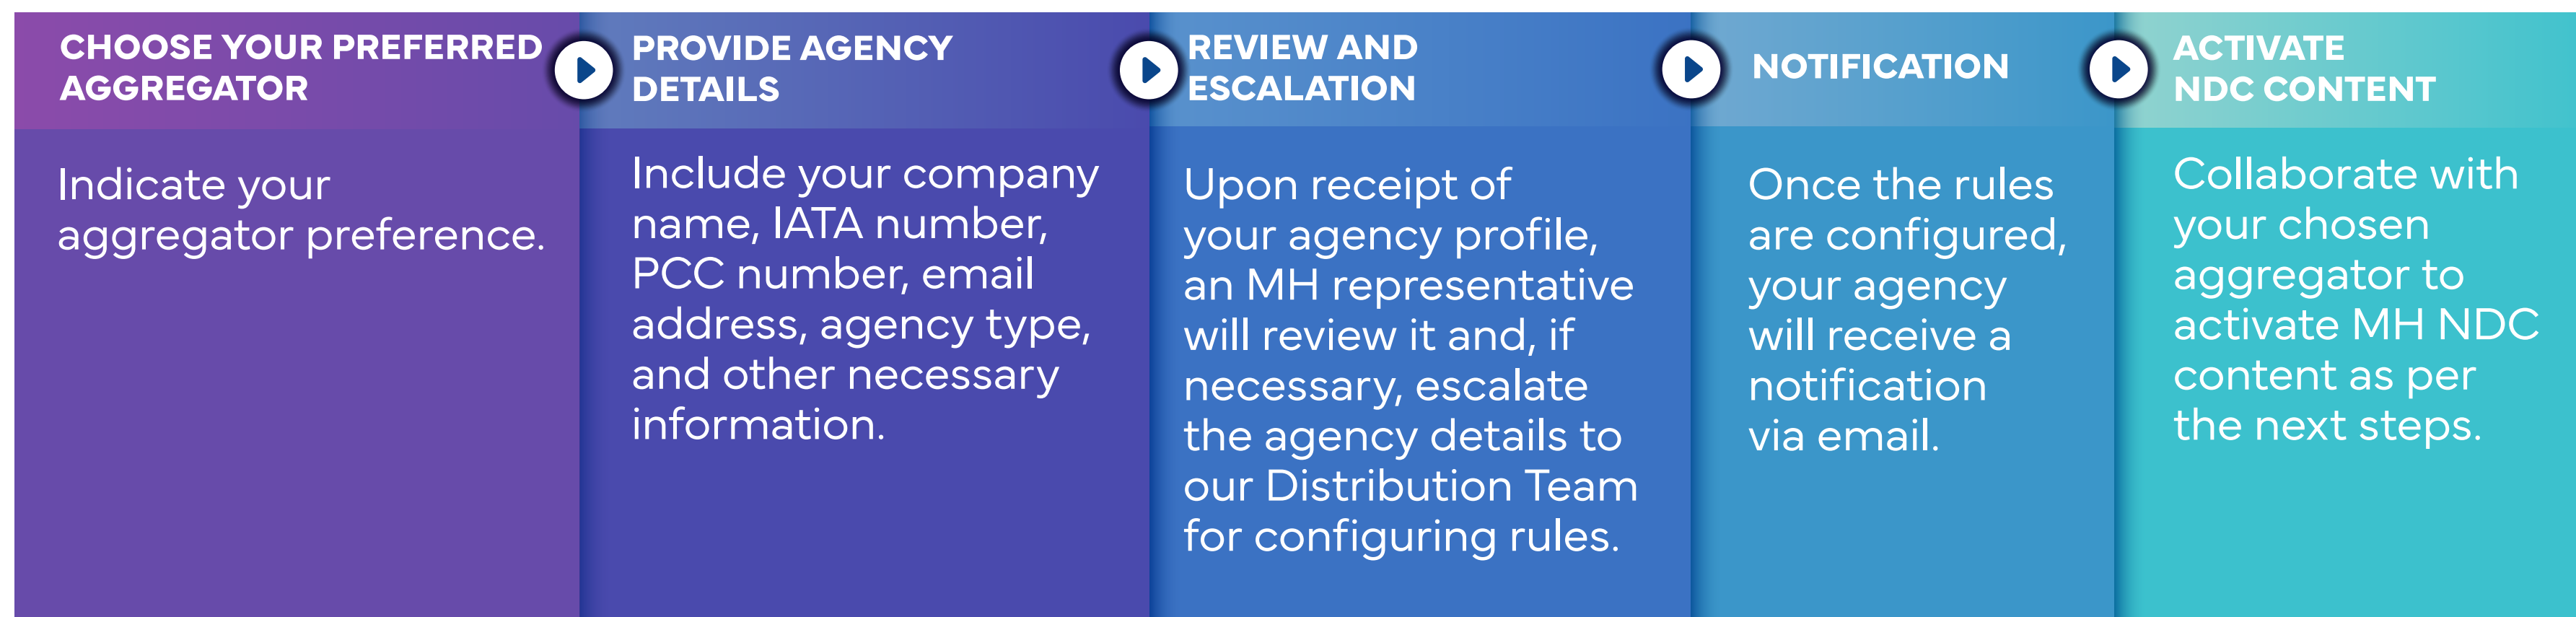 CHOOSE YOUR PREFERRED
AGGREGATOR
Indicate your
aggregator preference.
PROVIDE AGENCY
DETAILS
Include your company
name, IATA number,
PCC number, email
address, agency type,
and other necessary
information.
REVIEW AND
ESCALATION
Upon receipt of
your agency profile,
an MH representative
will review it and, if
necessary, escalate
the agency details to
our Distribution Team
for configuring rules.
NOTIFICATION
Once the rules
are configured,
your agency
will receive a
notification
via email.
ACTIVATE
NDC CONTENT
Collaborate with
your chosen
aggregator to
activate MH NDC
content as per
the next steps.